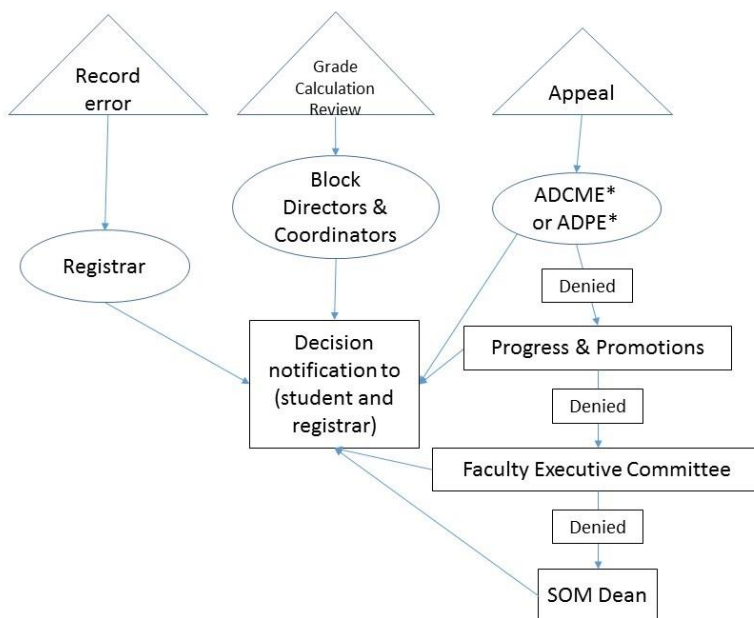 Record
error
Grade
Calculation
Review
Appeal
Block
Directors &
Coordinators
ADCME*
or ADPE*
Registrar
Denied
Decision
notification to
(student and
registrar)
Progress & Promotions
Denied
Faculty Executive Committee
Denied
SOM Dean